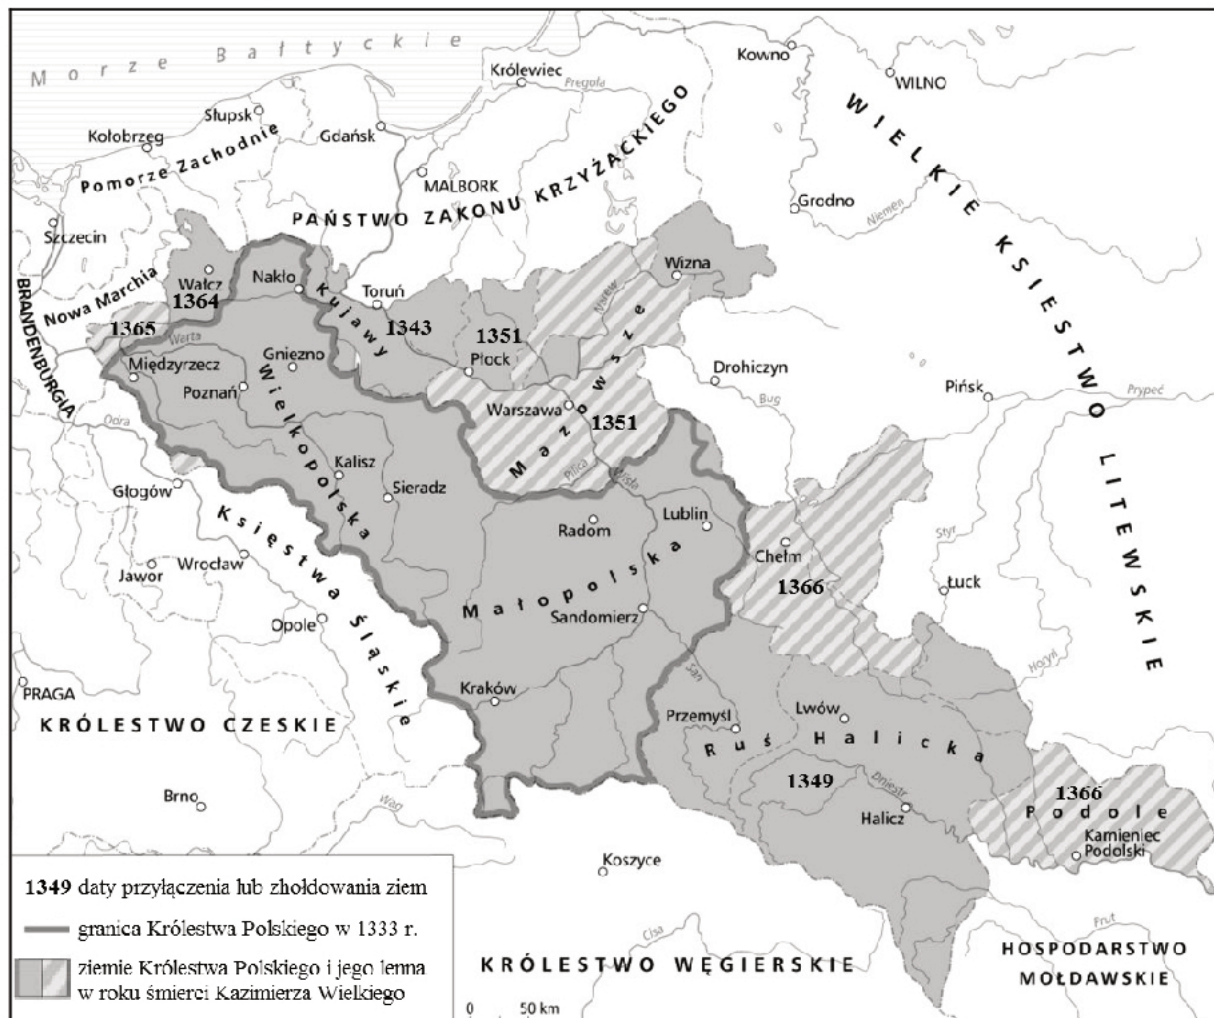 Morze Bałtyckie
Kowno
WILNO
Królewiec
Pregoła
Słupsk
Gdańsk
Kołobrzeg
Pomorze Zachodnie
MALBORK
WIELKIE KSIĘSTWO LITEWSKIE
PAŃSTWO ZAKONU KRZYŻACKIEGO
Grodno
Niemen
Szczecin
Wałcz
Nakło
Wizna
Nowa Marchia
1364
Kujawy
Toruń
Narew
BRANDENBURGIA
1365
1343
1351
Warta
Gniezno
Płock
Międzyrzecz
Drohiczyn
Poznań
Wielkopolska
Warszawa
Mazowsze
1351
Bug
Pińsk
Prypeć
Odra
Kalisz
Pilica
Głogów
Sieradz
Wisła
Księstwa Śląskie
Radom
Lublin
Styr
Jawor
Wrocław
Małopolska
Chełm
1366
Łuck
Opole
Sandomierz
Horyń
PRAGA
Kraków
San
KRÓLESTWO CZESKIE
Przemyśl
Lwów
Ruś Halicka
1349
Dniestr
Brno
Wag
Halicz
1366
Podole
Kamieniec
Podolski
Koszyce
Cisa
Prut
KRÓLESTWO WĘGIERSKIE
HOSPODARSTWO
MOŁDAWSKIE
1349 daty przyłączenia lub zhołdowania ziem
granica Królestwa Polskiego w 1333 r.
ziemie Królestwa Polskiego i jego lenna
w roku śmierci Kazimierza Wielkiego
0 50 km